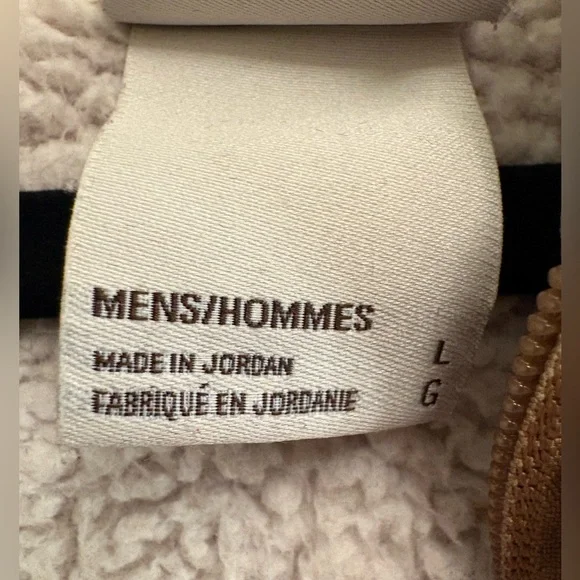 MENS/HOMMES
MADE IN JORDAN L
FABRIQUÉ EN JORDANIE G